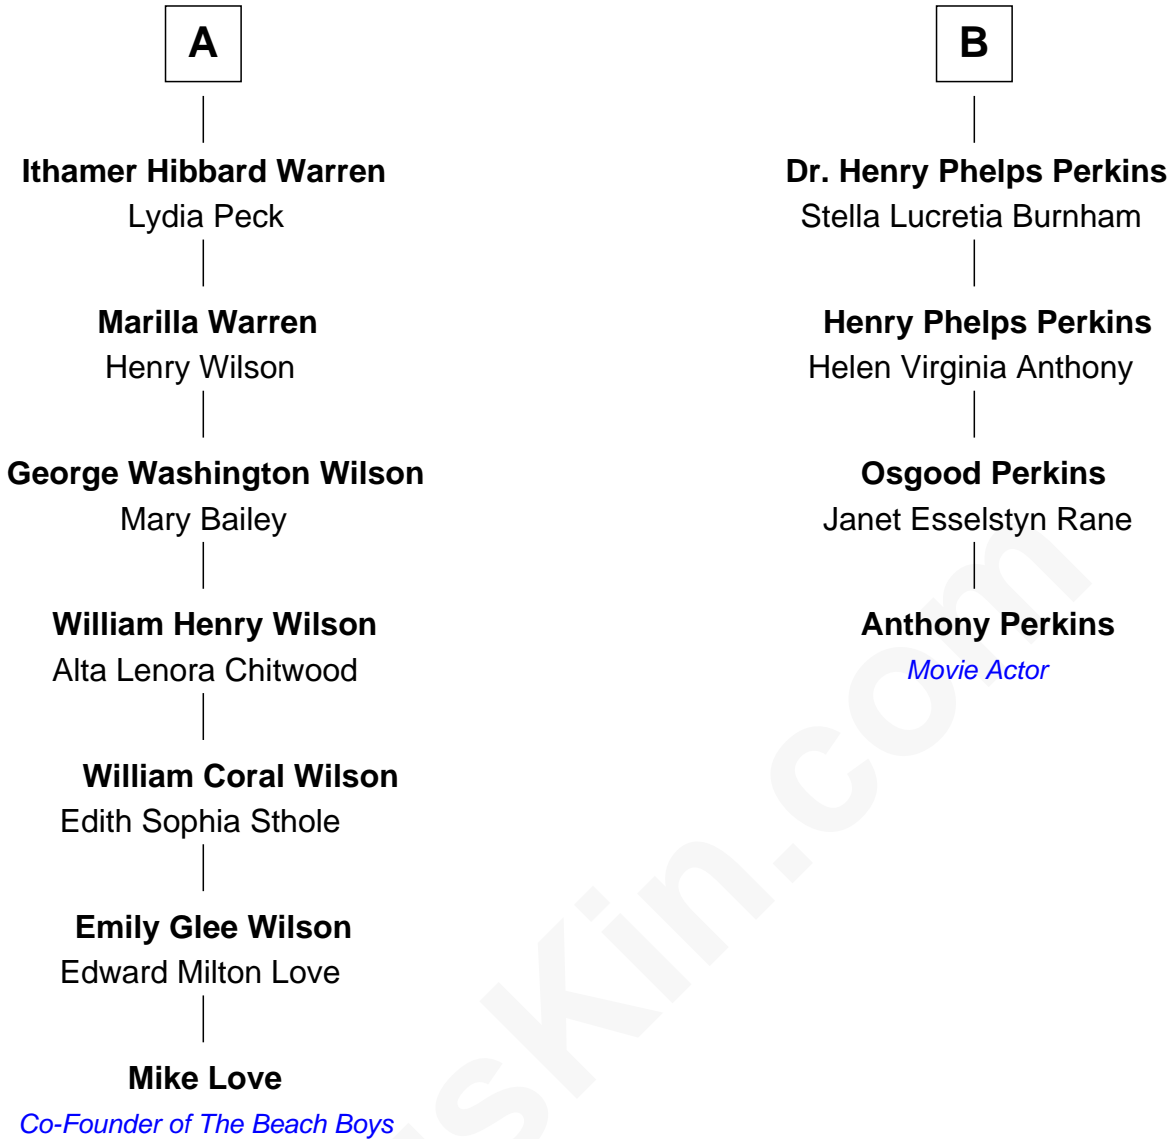 A
Ithamer Hibbard Warren
Lydia Peck
Marilla Warren
Henry Wilson
George Washington Wilson
Mary Bailey
William Henry Wilson
Alta Lenora Chitwood
William Coral Wilson
Edith Sophia Sthole
Emily Glee Wilson
Edward Milton Love
Mike Love
Co-Founder of The Beach Boys
B
Dr. Henry Phelps Perkins
Stella Lucretia Burnham
Henry Phelps Perkins
Helen Virginia Anthony
Osgood Perkins
Janet Esselstyn Rane
Anthony Perkins
Movie Actor
sKin.com